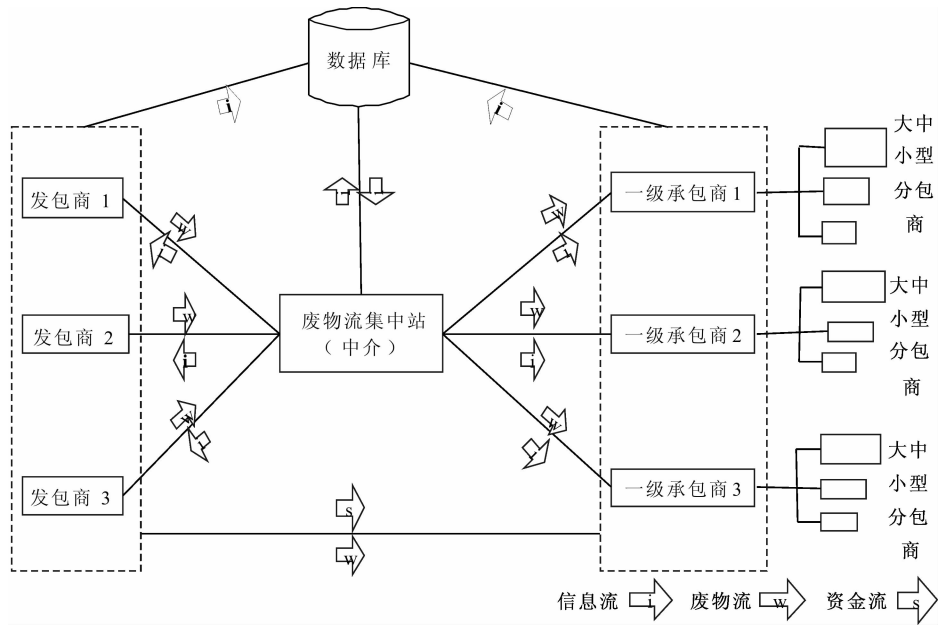 数据库
i
i
i
i
发包商 1
w
i
发包商 2
w
i
发包商 3
w
i
废物流集中站
（中介）
w
i
w
i
w
i
一级承包商1
一级承包商2
一级承包商3
大中
小型
分包
商
大中
小型
分包
商
大中
小型
分包
商
s
w
信息流 i 废物流 w 资金流 s